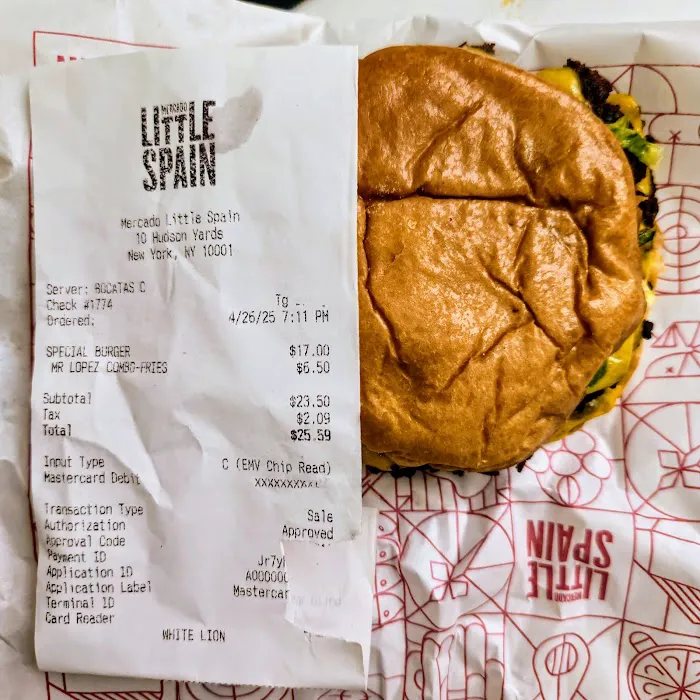 MERCADO
LITTLE
SPAIN
Mercado Little Spain
10 Hudson Yards
New York, NY 10001
Server: BOCATAS C
Check #1774
Ordered: 4/26/25 7:11 PM
SPECIAL BURGER $17.00
MR LOPEZ COMBO-FRIES $6.50
Subtotal $23.50
Tax $2.09
Total $25.59
Input Type C (EMV Chip Read)
Mastercard Debit
Transaction Type Sale
Authorization Approved
Approval Code
Payment ID
Application ID
Application Label
Terminal ID
Card Reader
WHITE LION
MERCADO
LITTLE
SPAIN